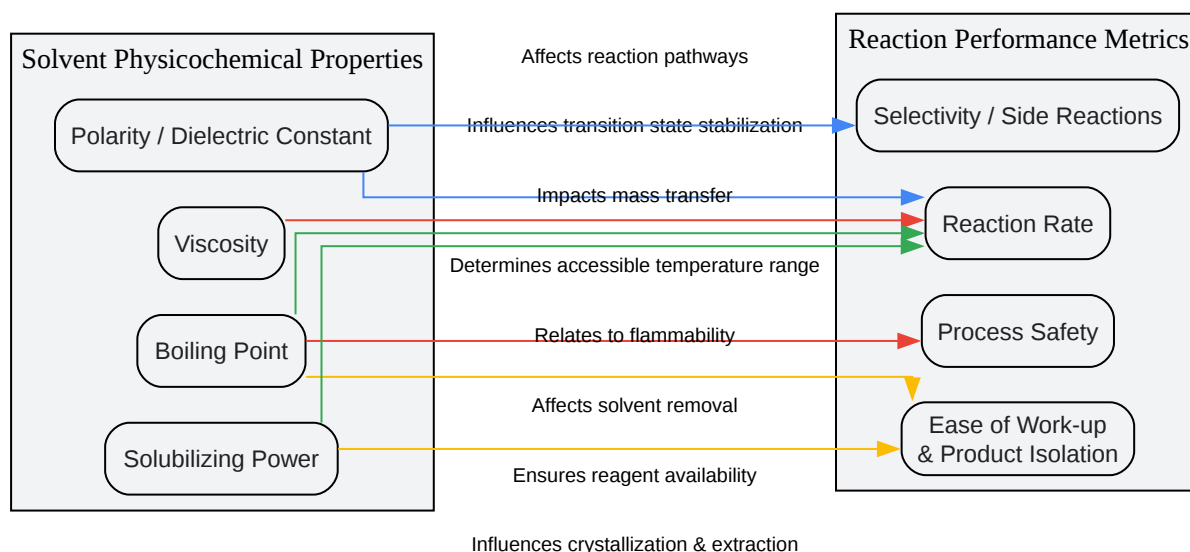 Solvent Physicochemical Properties
Polarity / Dielectric Constant
Viscosity
Boiling Point
Solubilizing Power
Affects reaction pathways
Influences transition state stabilization
Impacts mass transfer
Determines accessible temperature range
Relates to flammability
Affects solvent removal
Ensures reagent availability
Influences crystallization & extraction
Reaction Performance Metrics
Selectivity / Side Reactions
Reaction Rate
Process Safety
Ease of Work-up
& Product Isolation